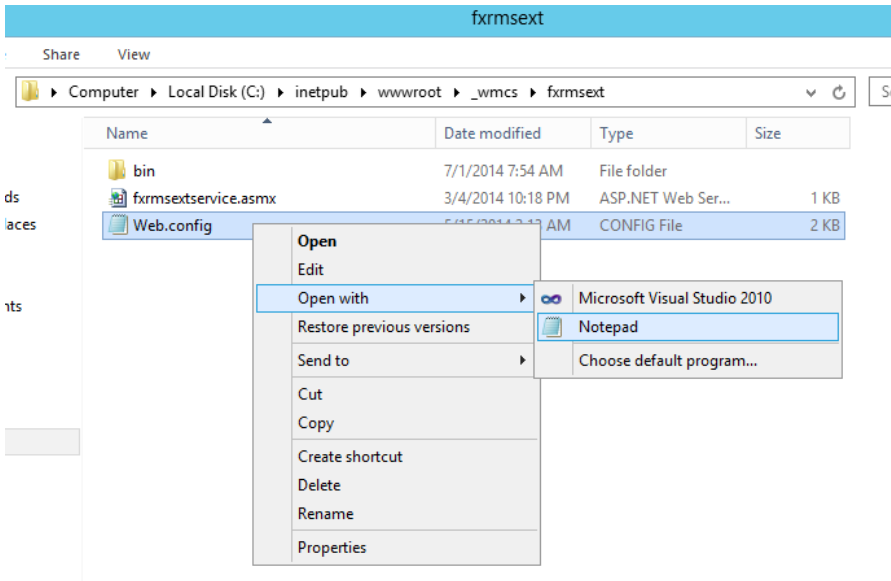 fxrmsext
Share View
Computer Local Disk (C:) inetpub wwwroot _wmcs fxrmsext
Name Date modified Type Size
bin 7/1/2014 7:54 AM File folder
ds fxrmsextservice.asmx 3/4/2014 10:18 PM ASP.NET Web Ser... 1 KB
laces Web.config AM CONFIG File 2 KB
Open
Edit
nts Open with Microsoft Visual Studio 2010
Restore previous versions Notepad
Send to Choose default program...
Cut
Copy
Create shortcut
Delete
Rename
Properties